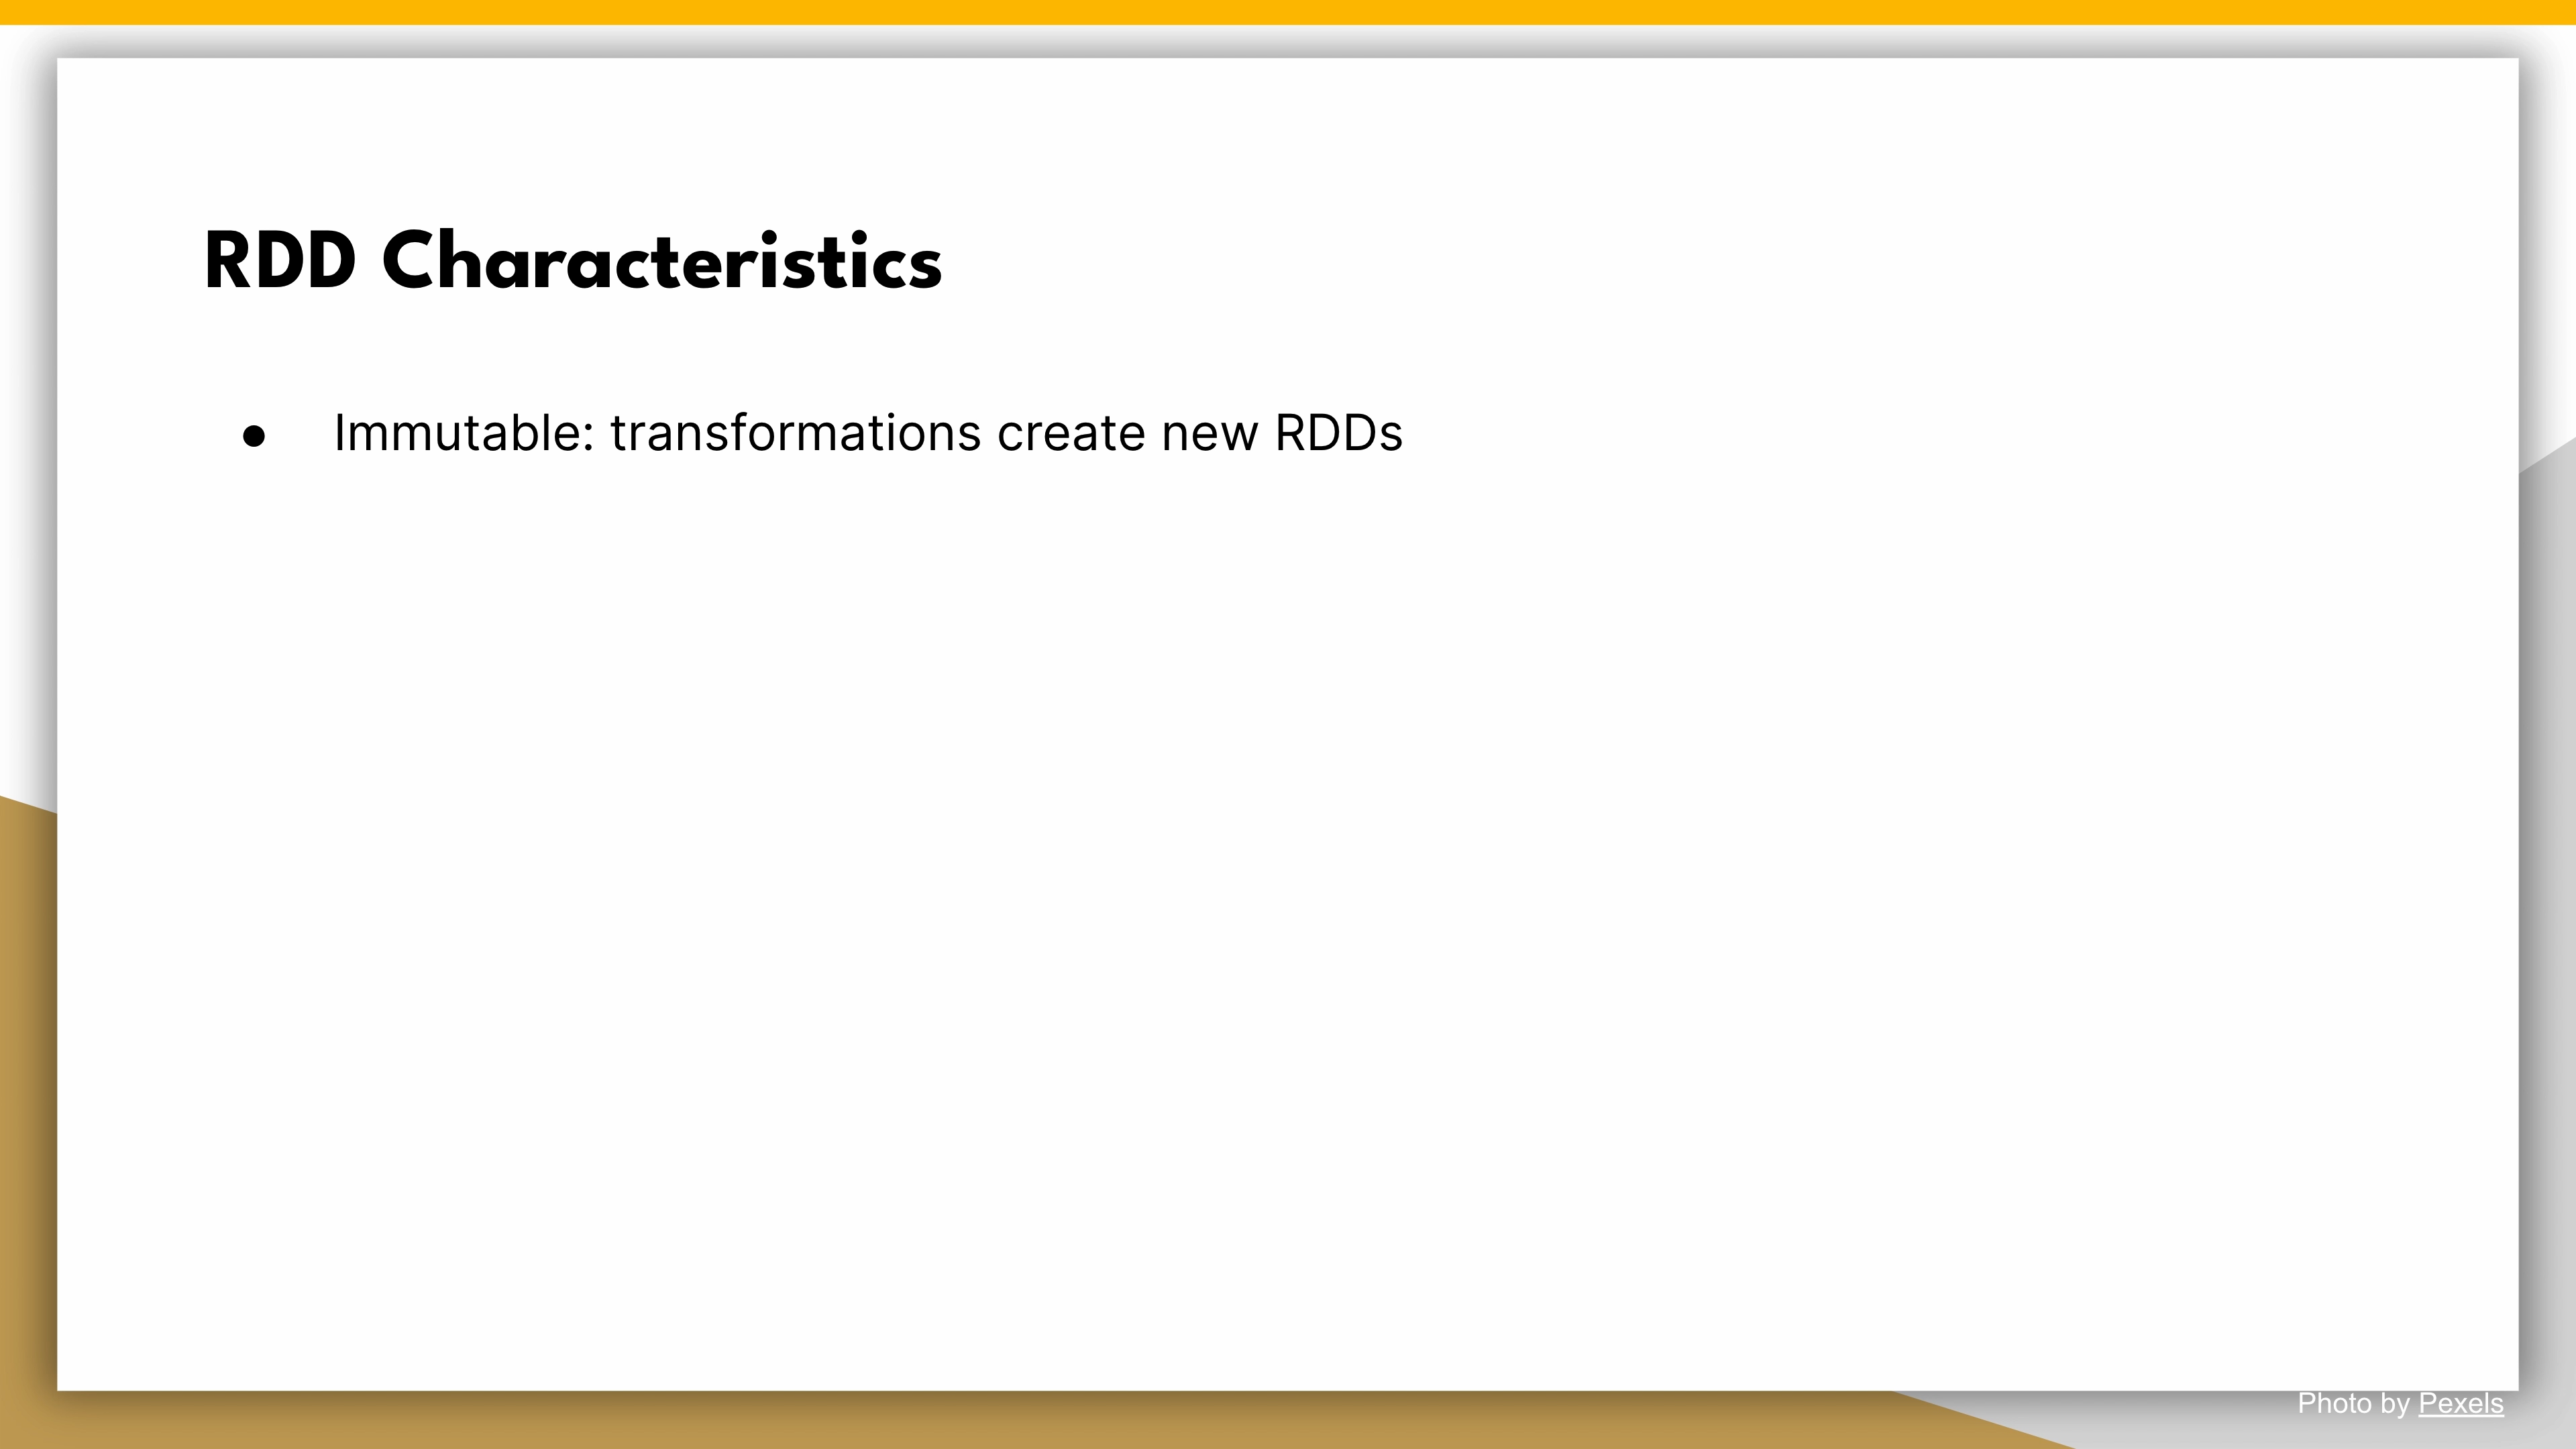 RDD Characteristics
● Immutable: transformations create new RDDs
Photo by Pexels